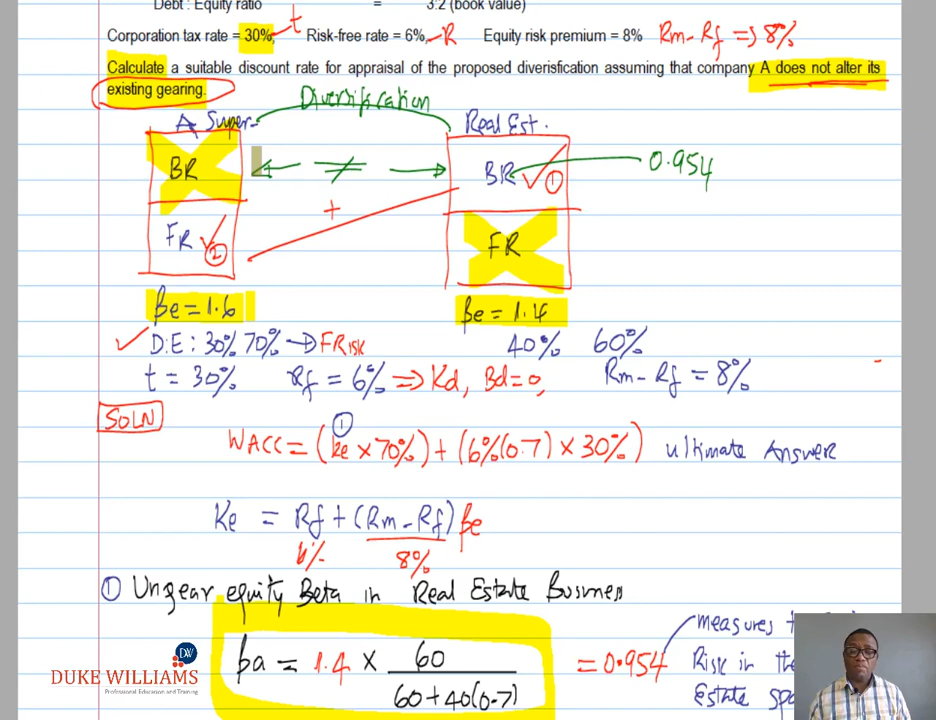 Debt : Equity ratio = 3:2 (book value)
Corporation tax rate = 30%, t Risk-free rate = 6%, R Equity risk premium = 8% Rm - Rf => 8%
Calculate a suitable discount rate for appraisal of the proposed diverisfication assuming that company A does not alter its
existing gearing.
Diversification
A Super Real Est.
BR ≠ BR ① 0.954
+
FR ② FR
βe = 1.6 βe = 1.4
D:E : 30% 70% → FRisk 40% 60%
t = 30% Rf = 6% => Kd, Bd=0, Rm - Rf = 8%
SOLN
①
WACC = (ke × 70%) + (6%(0.7) × 30%) ultimate Answer
Ke = Rf + (Rm - Rf) βe
6% 8%
① Ungear equity Beta in Real Estate Business
measures
βa = 1.4 × 60 = 0.954
60 + 40(0.7)
Risk in the
Estate
DW
DUKE WILLIAMS
Professional Education and Training